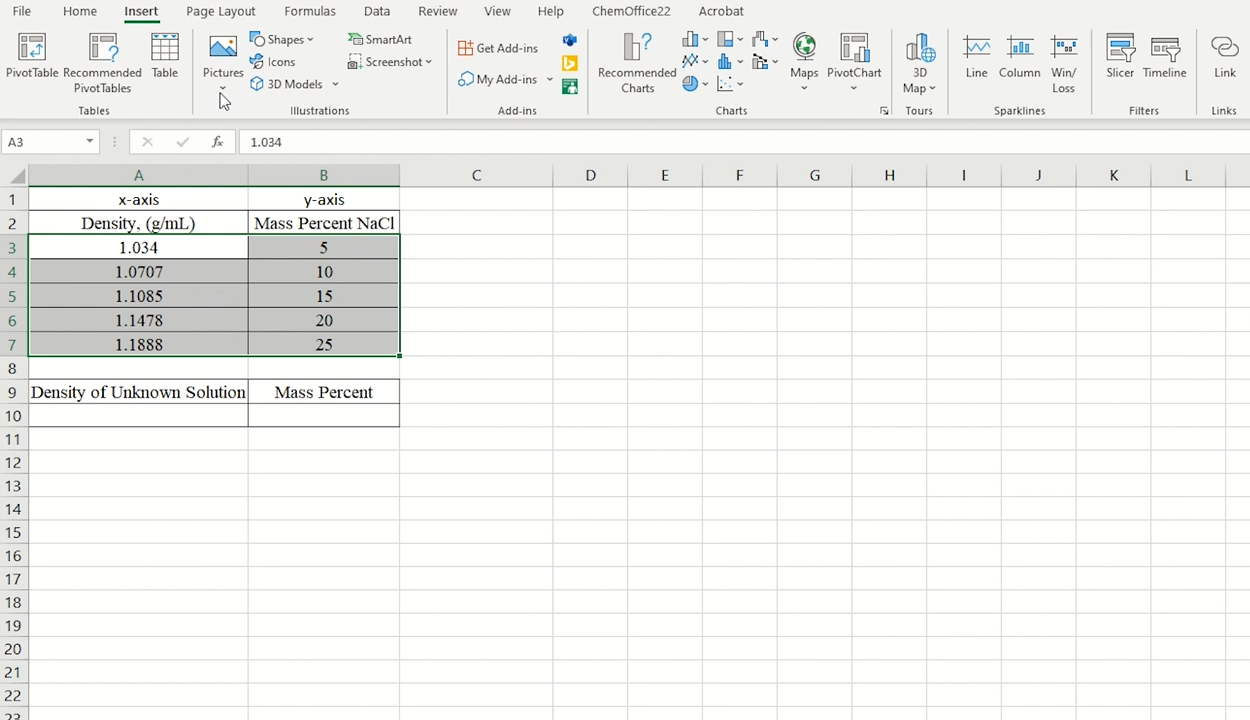 File Home Insert Page Layout Formulas Data Review View Help ChemOffice22 Acrobat
PivotTable Recommended PivotTables Table Pictures Shapes Icons 3D Models SmartArt Screenshot Get Add-ins My Add-ins Recommended Charts Maps PivotChart 3D Map Line Column Win/ Loss Slicer Timeline Link
Tables Illustrations Add-ins Charts Tours Sparklines Filters Links
A3 fx 1.034
A B C D E F G H I J K L
1 x-axis y-axis
2 Density, (g/mL) Mass Percent NaCl
3 1.034 5
4 1.0707 10
5 1.1085 15
6 1.1478 20
7 1.1888 25
8
9 Density of Unknown Solution Mass Percent
10
11
12
13
14
15
16
17
18
19
20
21
22
23